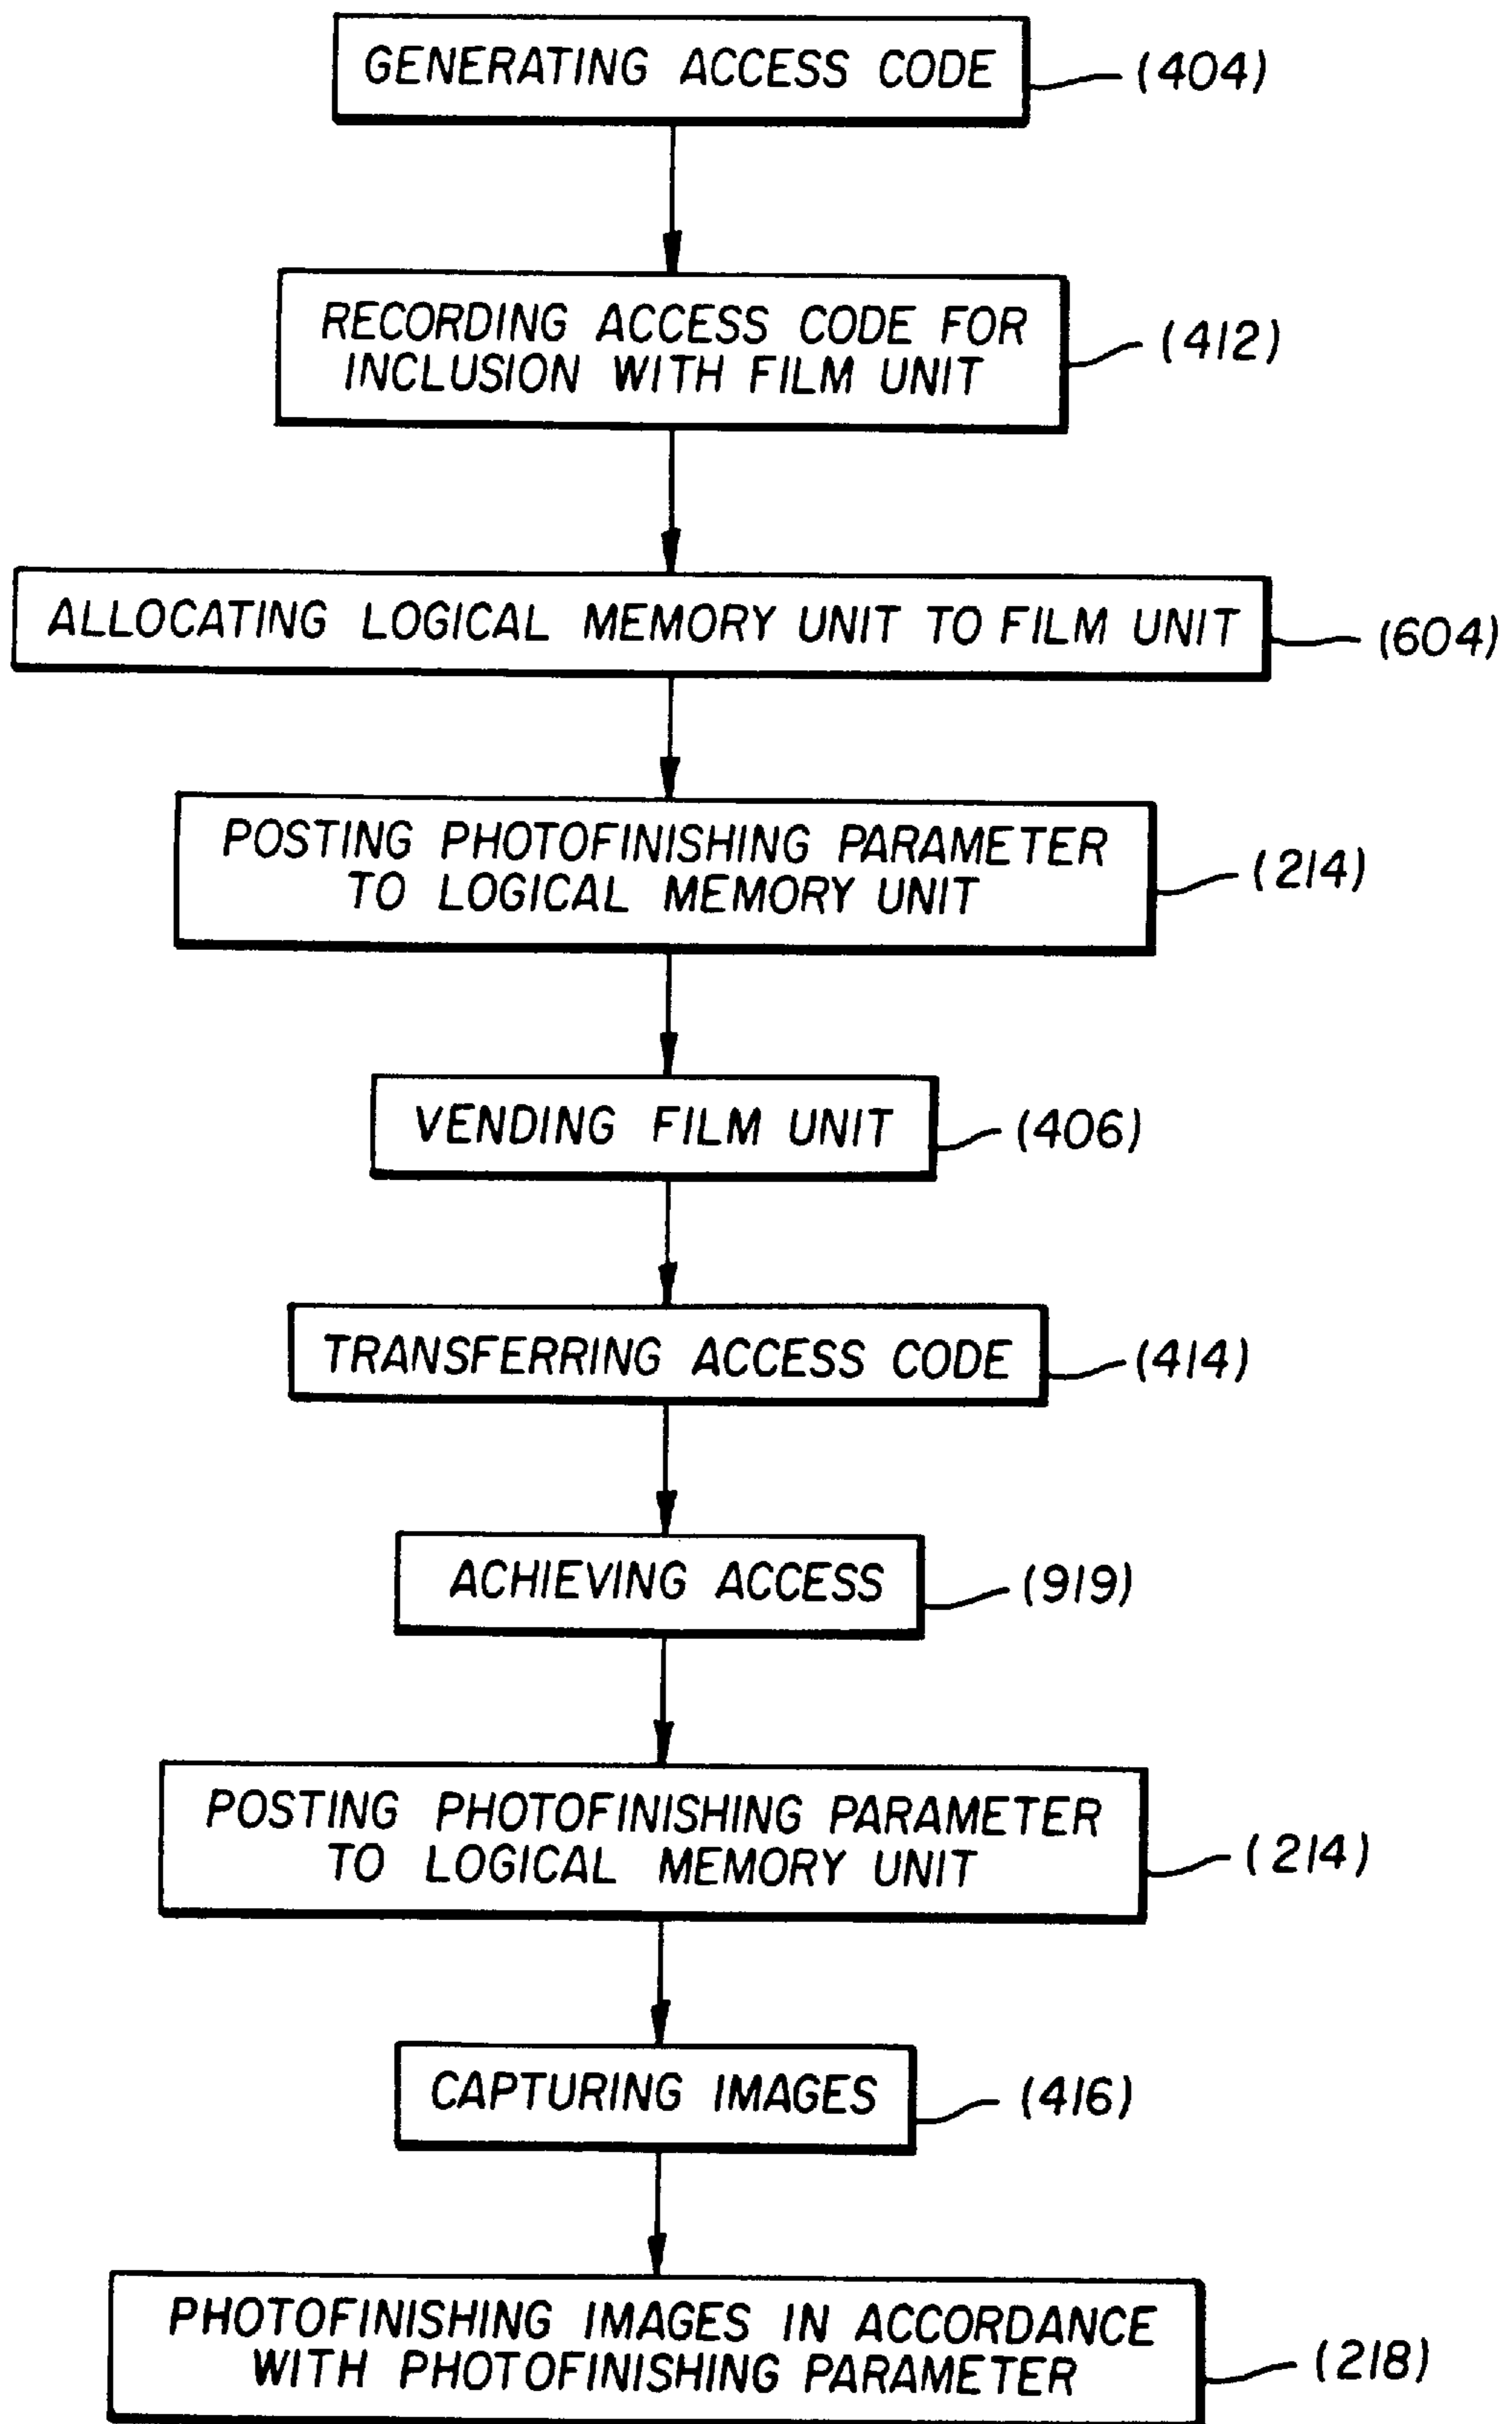 GENERATING ACCESS CODE (404)
RECORDING ACCESS CODE FOR
INCLUSION WITH FILM UNIT
(412)
ALLOCATING LOGICAL MEMORY UNIT TO FILM UNIT
(604)
POSTING PHOTOFINISHING PARAMETER
TO LOGICAL MEMORY UNIT
(214)
VENDING FILM UNIT (406)
TRANSFERRING ACCESS CODE (414)
ACHIEVING ACCESS (919)
POSTING PHOTOFINISHING PARAMETER
TO LOGICAL MEMORY UNIT
(214)
CAPTURING IMAGES (416)
PHOTOFINISHING IMAGES IN ACCORDANCE
WITH PHOTOFINISHING PARAMETER
(218)